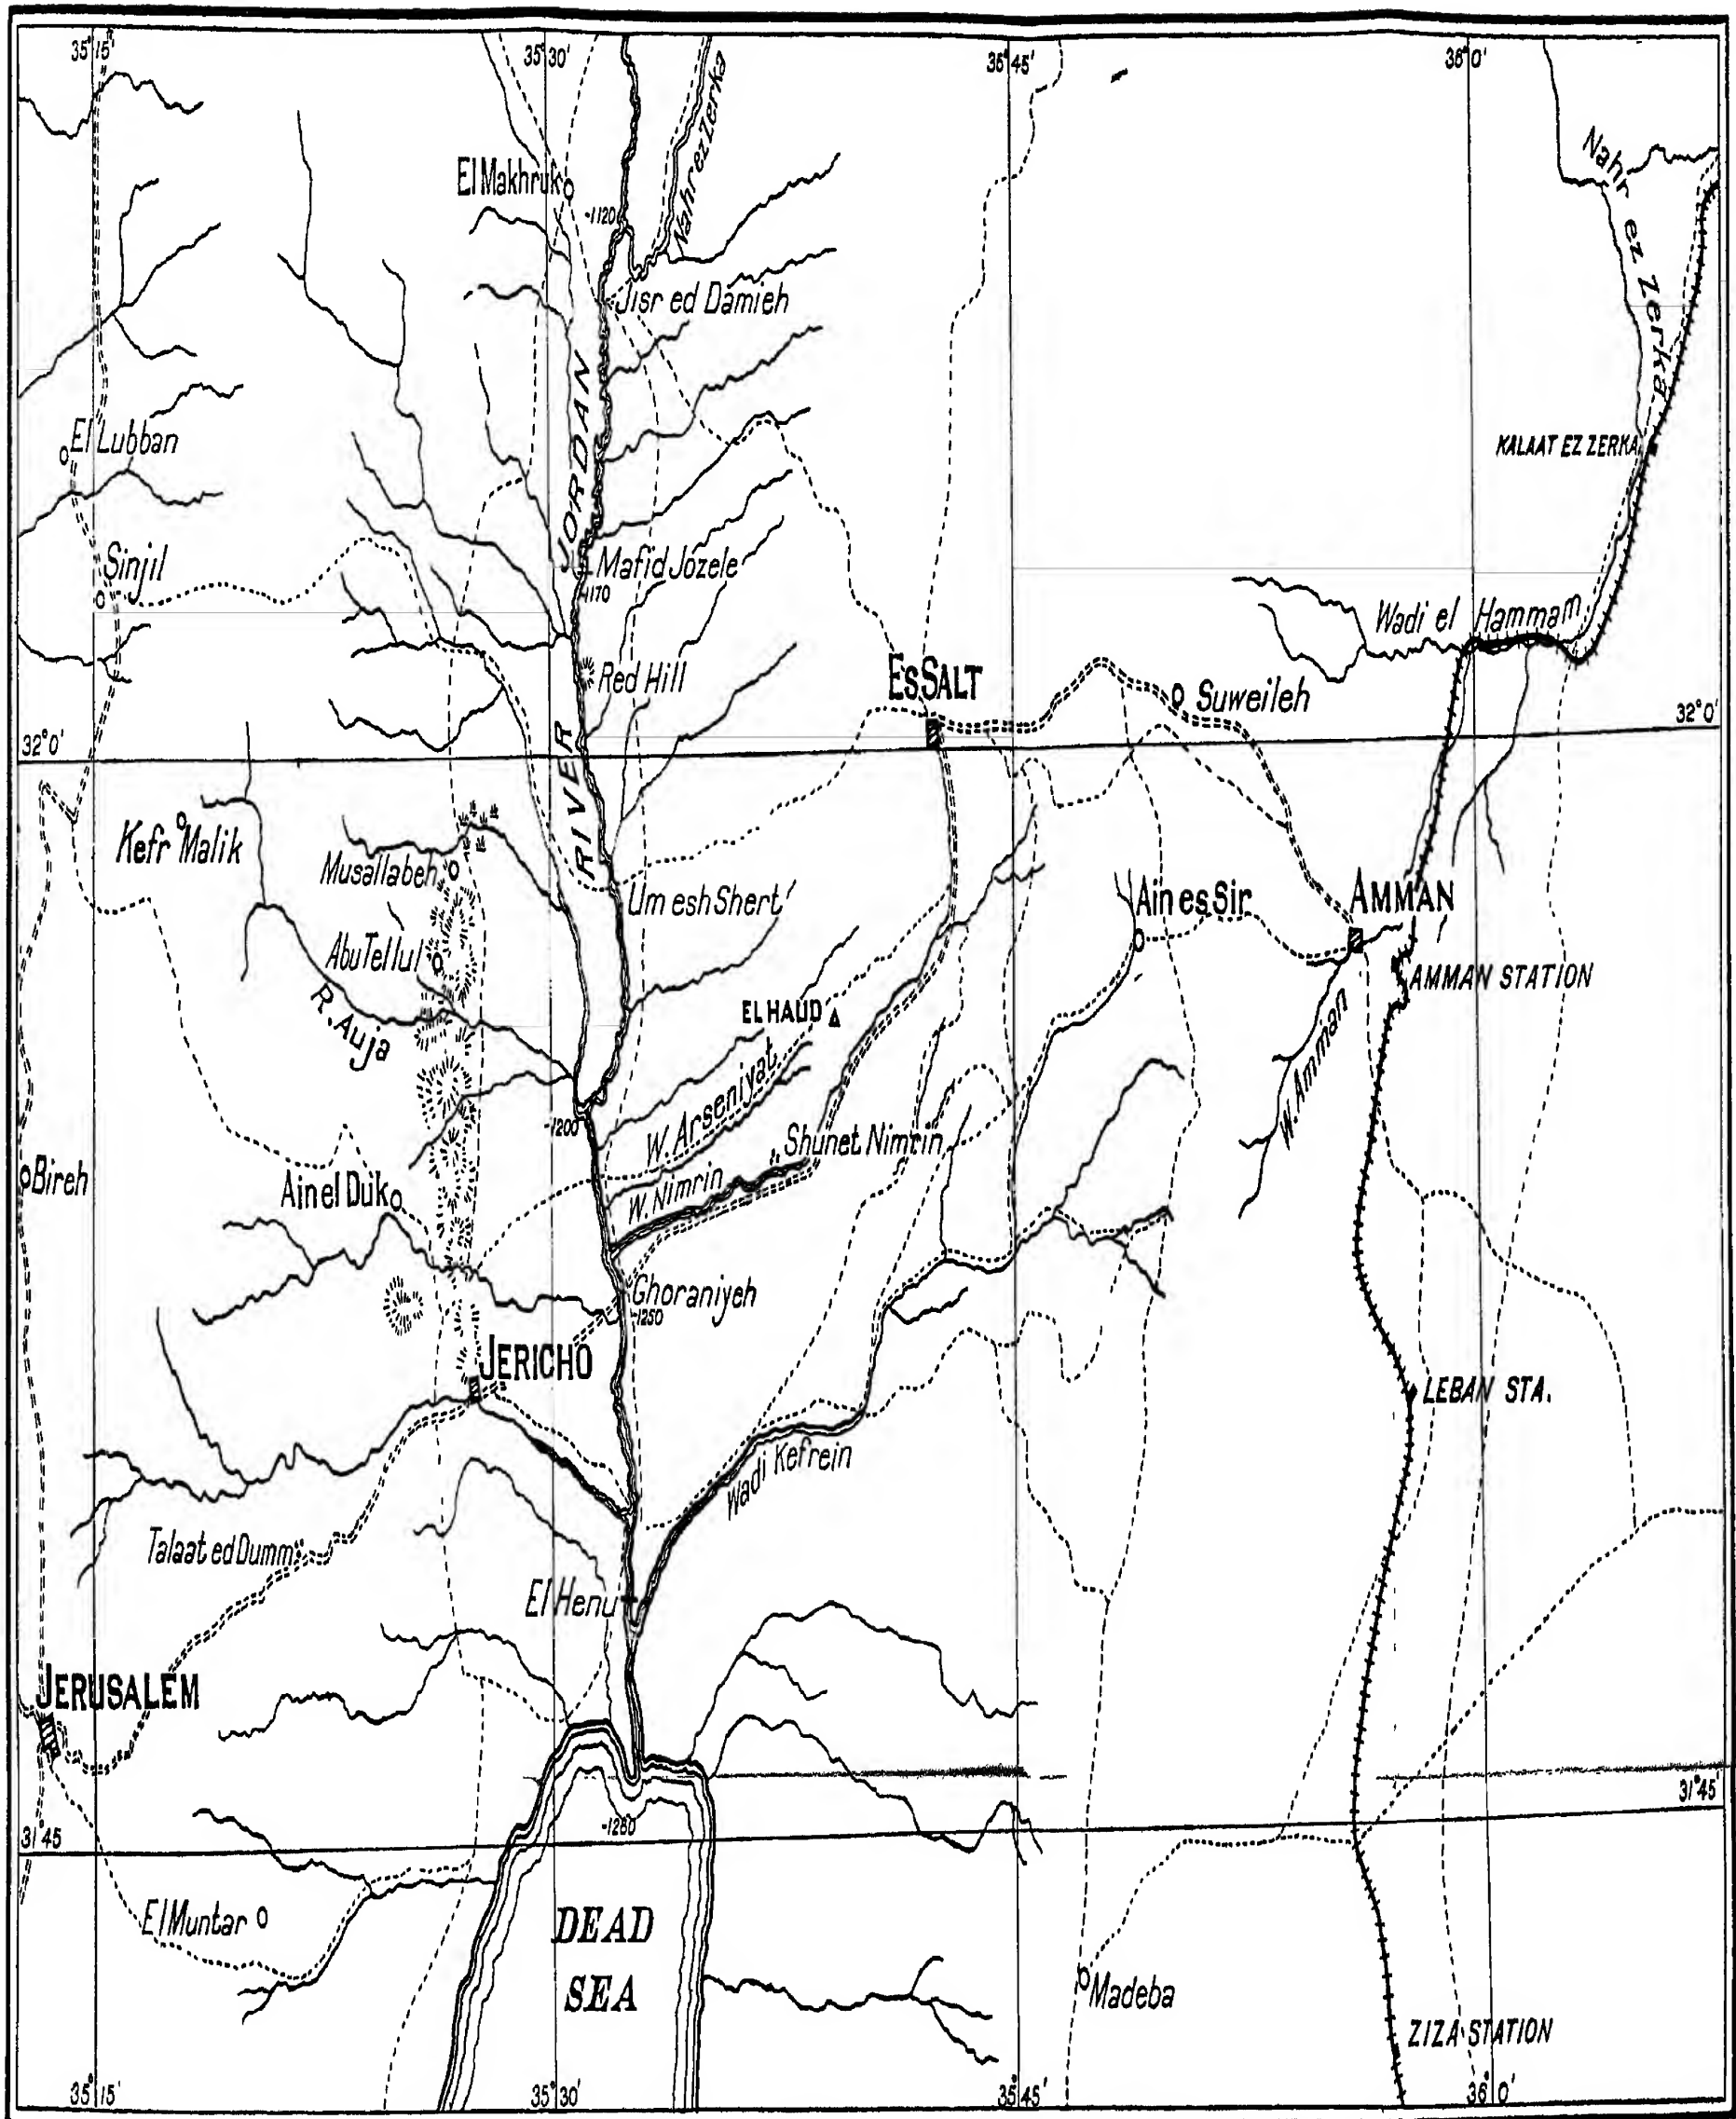 35°15'
35°30'
35°45'
36°0'
Nahr ez Zerka
Nahr ez Zerka
El Makhruk
-1120
Jisr ed Damieh
RIVER JORDAN
El Lubban
KALAAT EZ ZERKA
Sinjil
Mafid Jozele
-1170
Wadi el Hammam
Red Hill
ES SALT
Suweileh
32°0'
32°0'
Kefr Malik
Musallabeh
Um esh Shert
Ain es Sir
AMMAN
Abu Tellul
AMMAN STATION
R. Auja
EL HAUD
W. Amman
W. Arseniyat
-1200
Shunet Nimrin
Bireh
Ain el Duk
W. Nimrin
Ghoraniyeh
-1250
JERICHO
LEBAN STA.
Wadi Kefrein
Talaat ed Dumm
El Henu
JERUSALEM
31°45'
31°45
-1280
El Muntar
DEAD
SEA
Madeba
ZIZA STATION
35°15'
35°30'
35°45'
36°0'